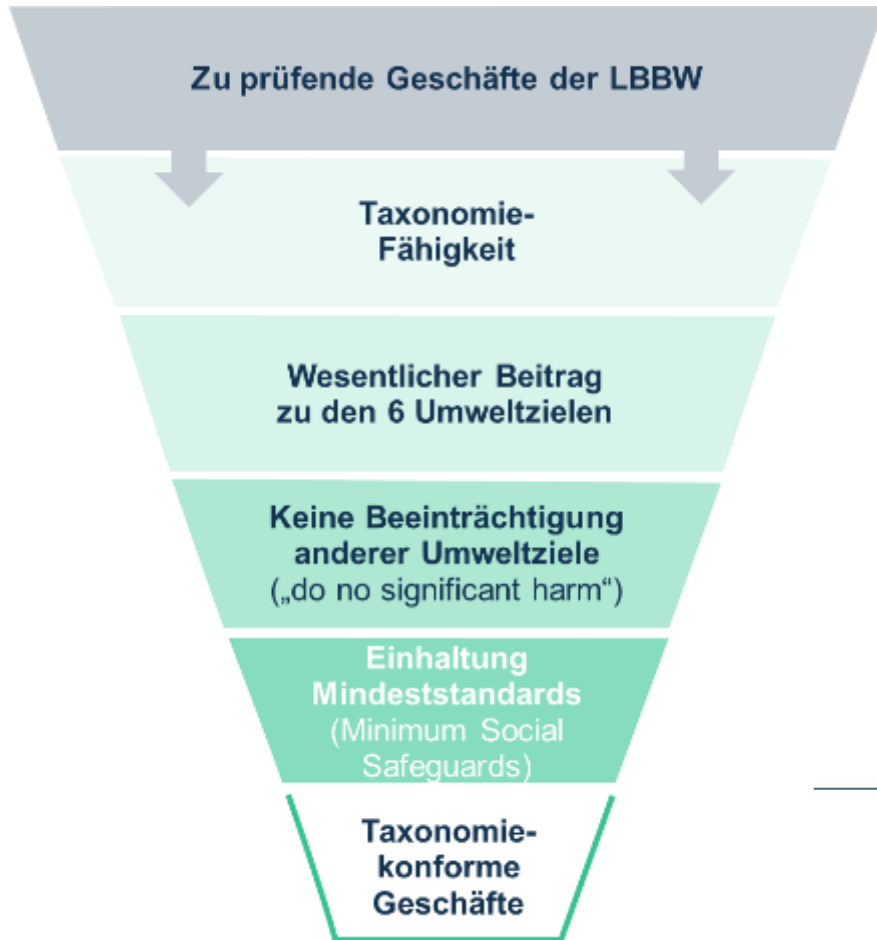 Zu prüfende Geschäfte der LBBW
Taxonomie-
Fähigkeit
Wesentlicher Beitrag
zu den 6 Umweltzielen
Keine Beeinträchtigung
anderer Umweltziele
(„do no significant harm“)
Einhaltung
Mindeststandards
(Minimum Social
Safeguards)
Taxonomie-
konforme
Geschäfte